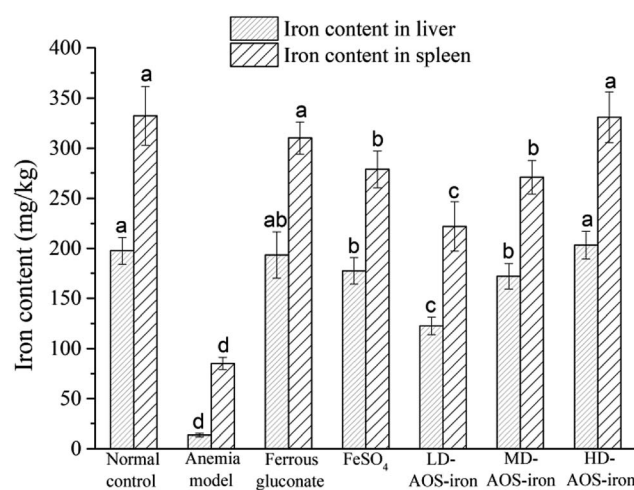 Iron content in liver
Iron content in spleen
Iron content (mg/kg)
400
350
300
250
200
150
100
50
0
a
a
d
d
ab
a
b
b
c
c
b
b
a
a
Normal control
Anemia model
Ferrous gluconate
FeSO₄
LD-AOS-iron
MD-AOS-iron
HD-AOS-iron